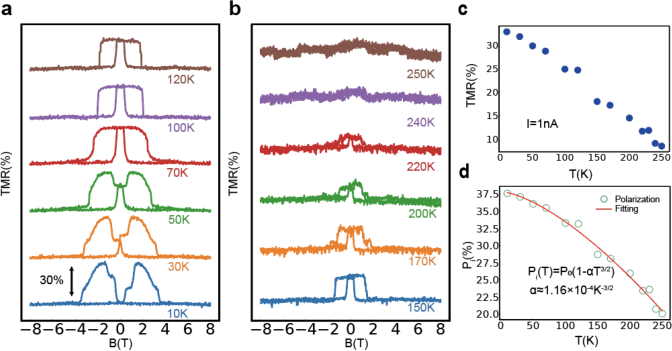 a
TMR(%)
120K
100K
70K
50K
30K
30%
10K
−8 −6 −4 −2 0 2 4 6 8
B(T)
b
TMR(%)
250K
240K
220K
200K
170K
150K
−8 −6 −4 −2 0 2 4 6 8
B(T)
c
TMR(%)
30
25
20
15
10
I=1nA
0 50 100 150 200 250
T(K)
d
Pi(%)
37.5
35.0
32.5
30.0
27.5
25.0
22.5
20.0
Polarization
Fitting
Pi(T)=P₀(1-αT³ᐟ²)
α≈1.16×10⁻⁴K⁻³ᐟ²
0 50 100 150 200 250
T(K)